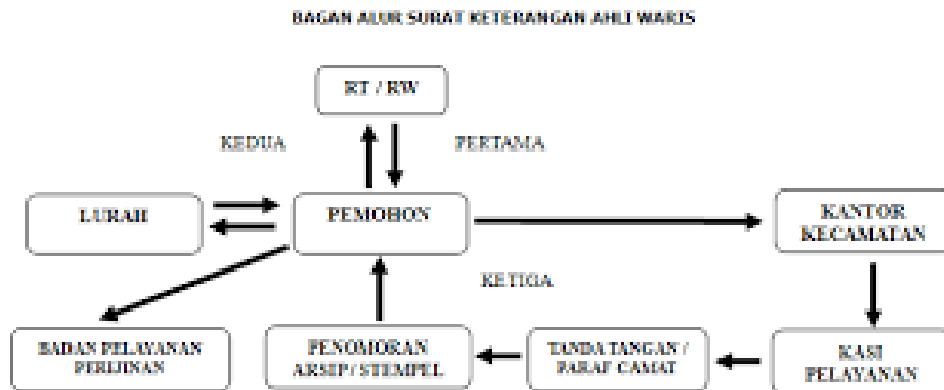 BAGAN ALUR SURAT KETERANGAN AHLI WARIS
RT / RW
KEDUA
PERTAMA
LURAH
PEMOHON
KANTOR
KECAMATAN
KETIGA
BADAN PELAYANAN
PERIJINAN
PENOMORAN
ARSIP / STEMPEL
TANDA TANGAN /
PARAF CAMAT
KASI
PELAYANAN